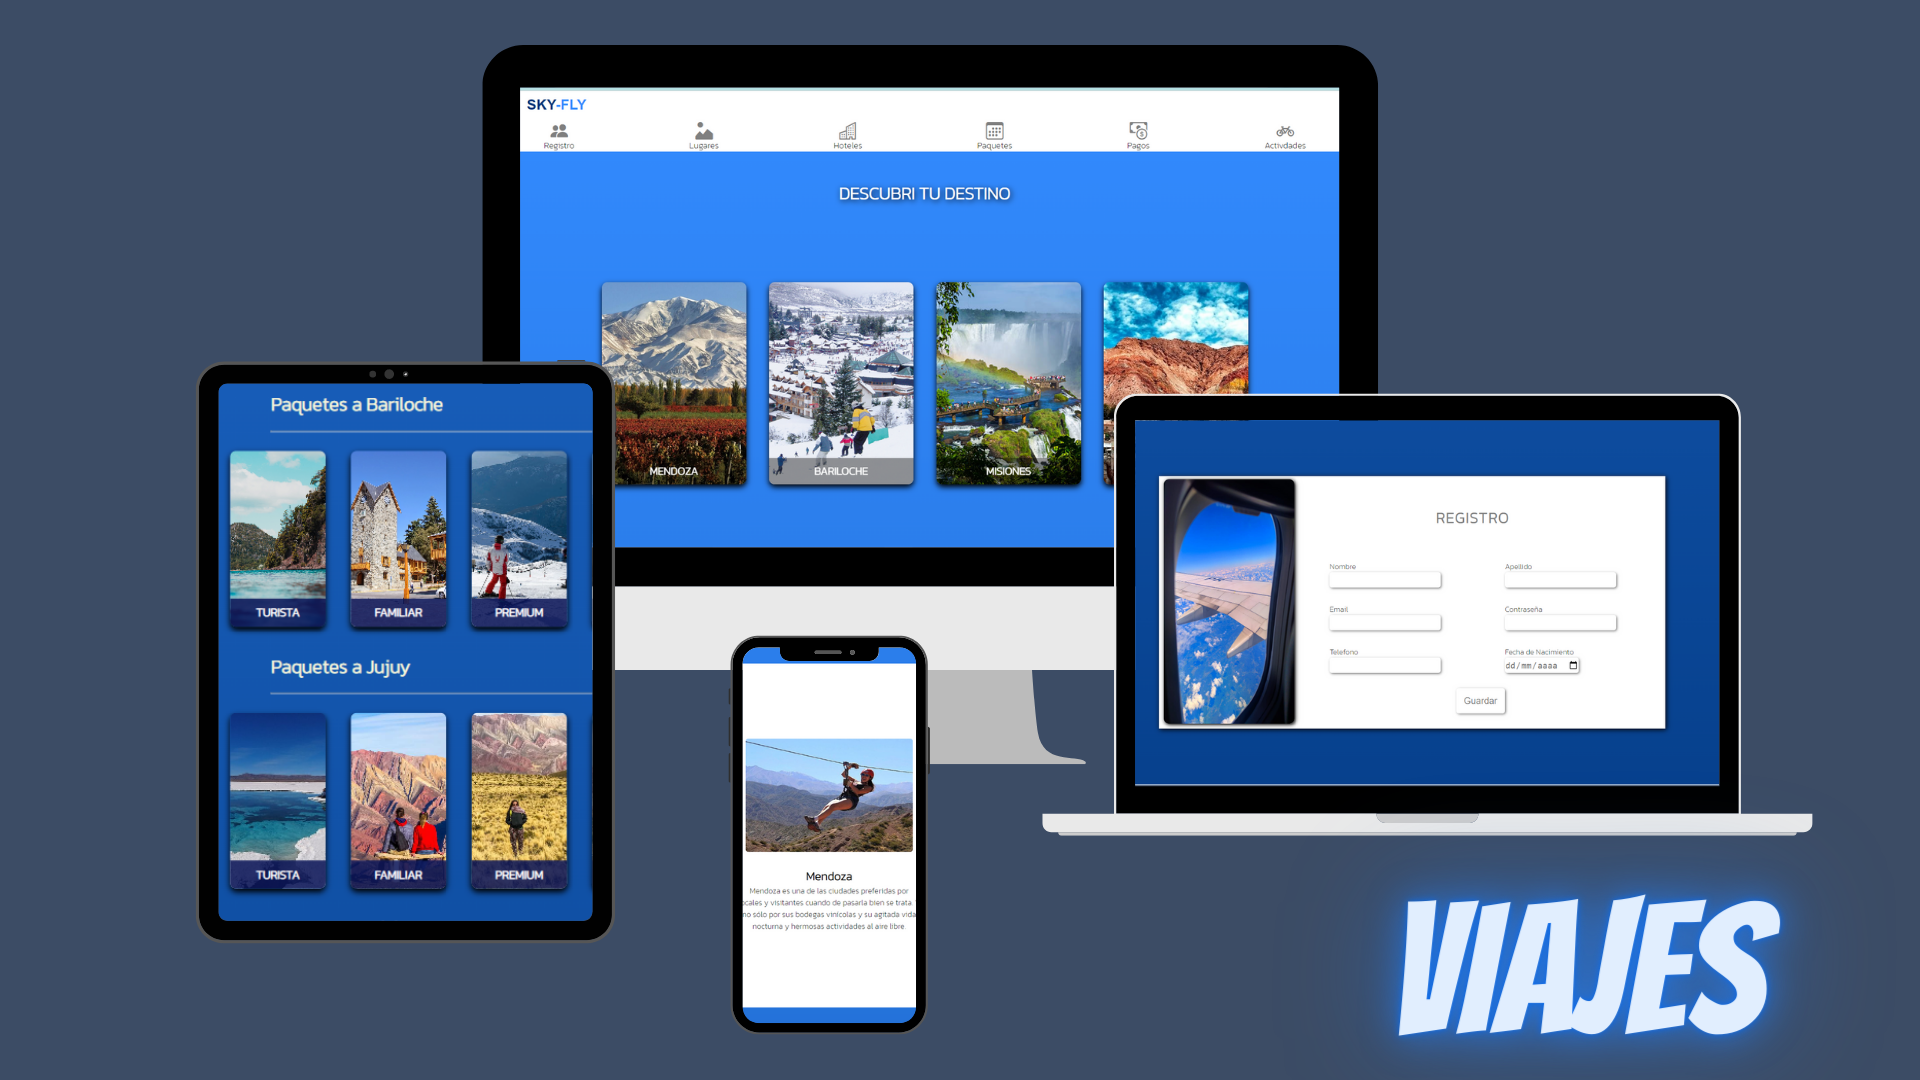 SKY-FLY
Registro
Lugares
Hoteles
Paquetes
Pagos
Activdades
DESCUBRI TU DESTINO
MENDOZA
BARILOCHE
MISIONES
Paquetes a Bariloche
TURISTA
FAMILIAR
PREMIUM
Paquetes a Jujuy
TURISTA
FAMILIAR
PREMIUM
Mendoza
Mendoza es una de las ciudades preferidas por
ocales y visitantes cuando de pasarla bien se trata.
no sólo por sus bodegas vinícolas y su agitada vida
nocturna y hermosas actividades al aire libre.
REGISTRO
Nombre
Apellido
Email
Contraseña
Telefono
Fecha de Nacimiento
dd/mm/aaaa
Guardar
VIAJES